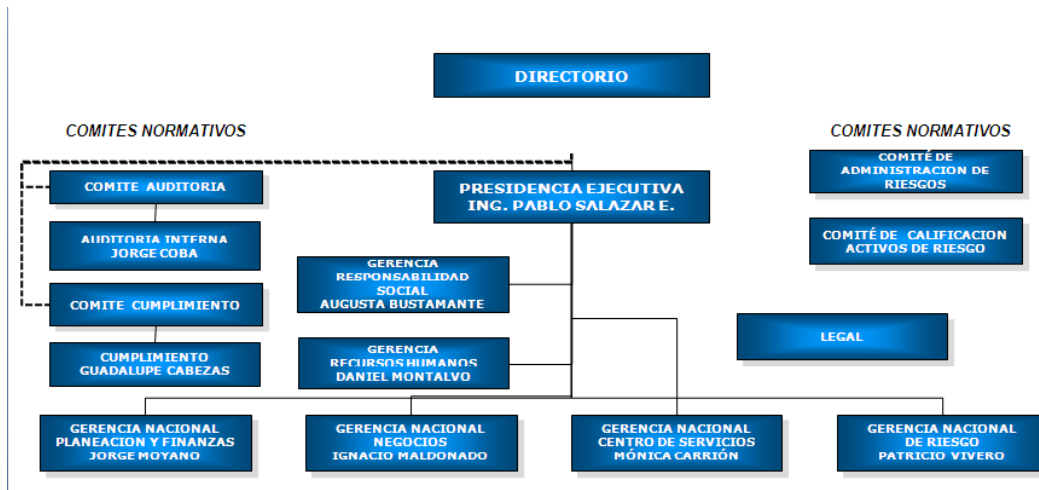 DIRECTORIO
COMITES NORMATIVOS
COMITES NORMATIVOS
COMITE AUDITORIA
PRESIDENCIA EJECUTIVA
ING. PABLO SALAZAR E.
COMITÉ DE
ADMINISTRACION DE
RIESGOS
AUDITORIA INTERNA
JORGE COBA
COMITÉ DE CALIFICACION
ACTIVOS DE RIESGO
GERENCIA
RESPONSABILIDAD
SOCIAL
AUGUSTA BUSTAMANTE
COMITE CUMPLIMIENTO
LEGAL
CUMPLIMIENTO
GUADALUPE CABEZAS
GERENCIA
RECURSOS HUMANOS
DANIEL MONTALVO
GERENCIA NACIONAL
PLANEACION Y FINANZAS
JORGE MOYANO
GERENCIA NACIONAL
NEGOCIOS
IGNACIO MALDONADO
GERENCIA NACIONAL
CENTRO DE SERVICIOS
MÓNICA CARRIÓN
GERENCIA NACIONAL
DE RIESGO
PATRICIO VIVERO